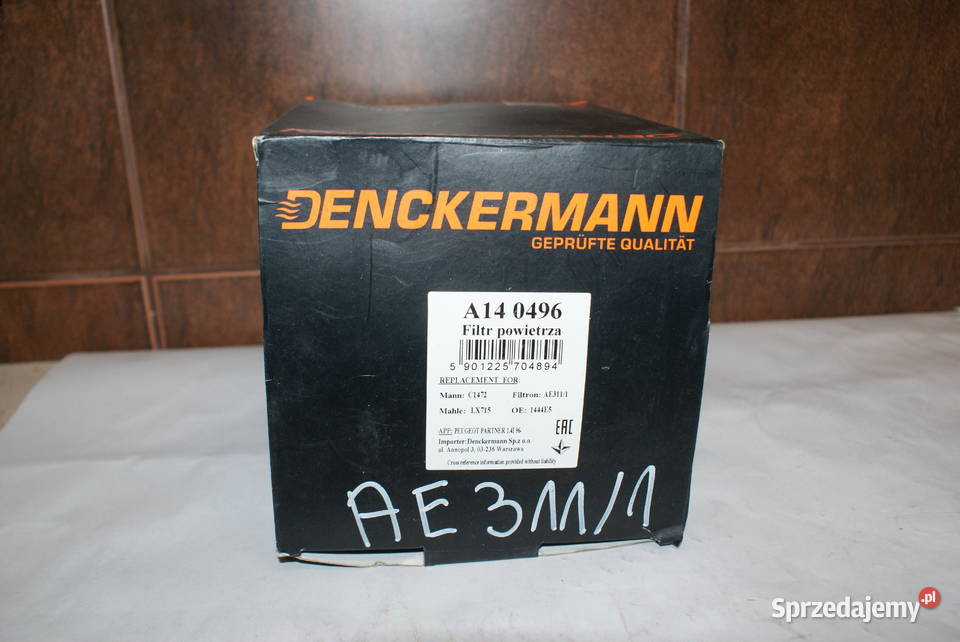 DENCKERMANN
GEPRÜFTE QUALITÄT
A14 0496
Filtr powietrza
5 901225 704894
REPLACEMENT FOR:
Mann: C1472 Filtron: AE311/1
Mahle: LX715 OE: 1444E5
APP: PEUGEOT PARTNER 1.4I 96-
Importer:Denckermann Sp.z o.o.
ul. Annopol 3, 03-236 Warszawa
EAC
Cross reference information provided without liability
AE 311/1
Sprzedajemy.pl